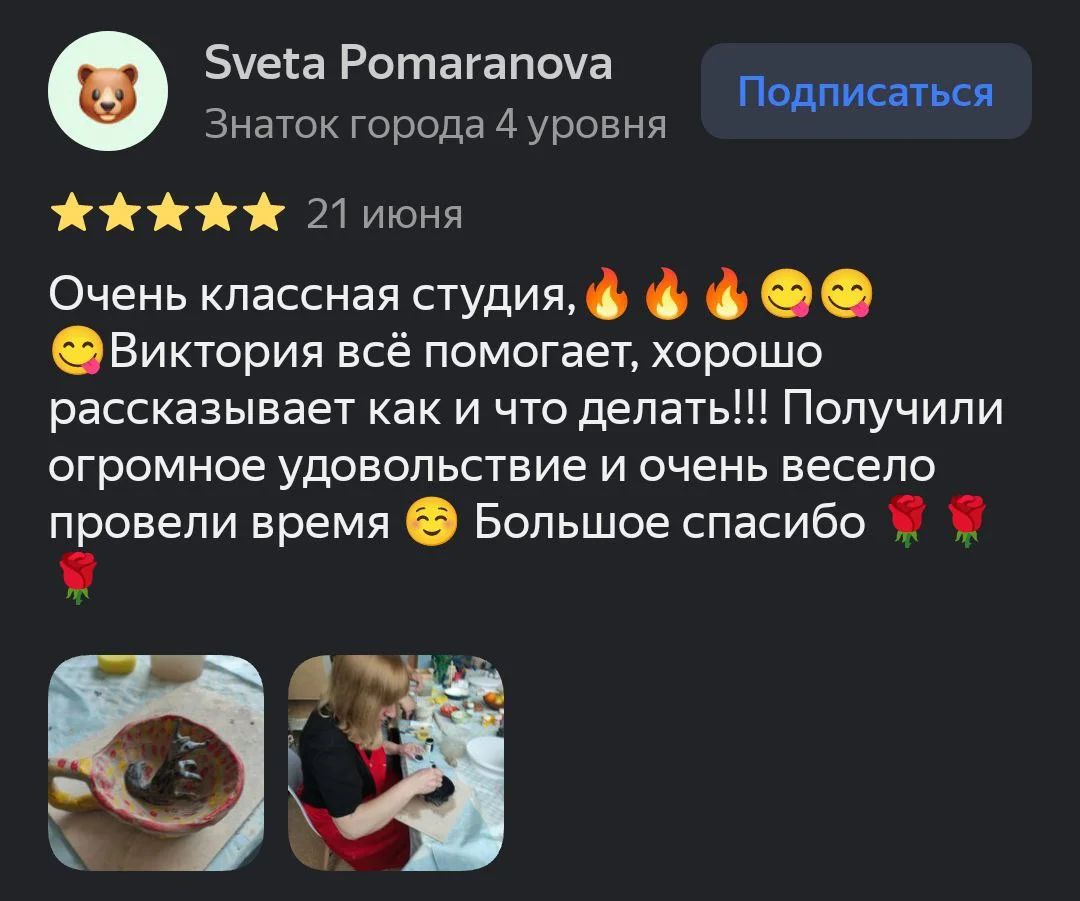 Sveta Pomaranova
Знаток города 4 уровня
Подписаться
21 июня
Очень классная студия,🔥🔥🔥😋😋
😋Виктория всё помогает, хорошо
рассказывает как и что делать!!! Получили
огромное удовольствие и очень весело
провели время ☺️ Большое спасибо 🌹🌹
🌹